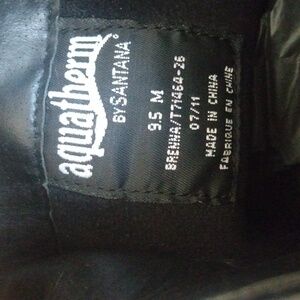 aquatherm
BY SANTANA®
9.5 M
BRENNA/T71464-26
07/11
MADE IN CHINA
FABRIQUE EN CHINE